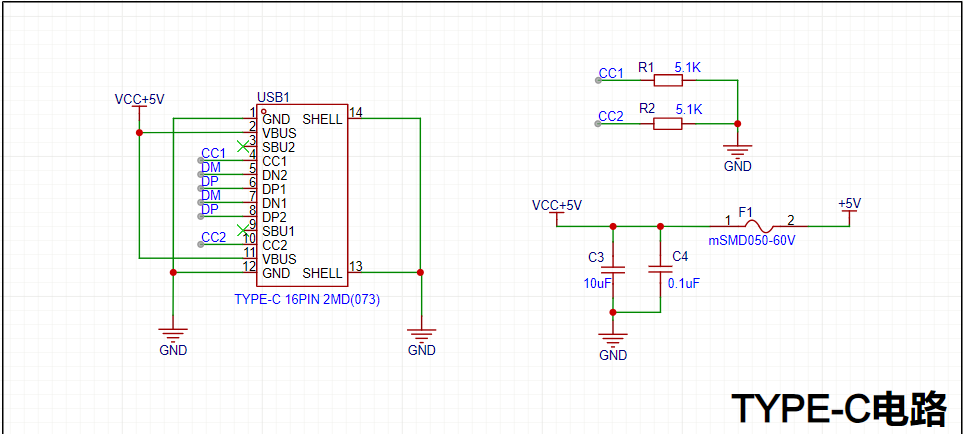 VCC+5V
USB1
1 GND SHELL 14
2 VBUS
3 SBU2
CC1 4 CC1
DM 5 DN2
DP 6 DP1
DM 7 DN1
DP 8 DP2
9 SBU1
CC2 10 CC2
11 VBUS
12 GND SHELL 13
TYPE-C 16PIN 2MD(073)
GND
GND
CC1 R1 5.1K
CC2 R2 5.1K
GND
VCC+5V
1 F1 2
+5V
mSMD050-60V
C3
10uF
C4
0.1uF
GND
TYPE-C电路